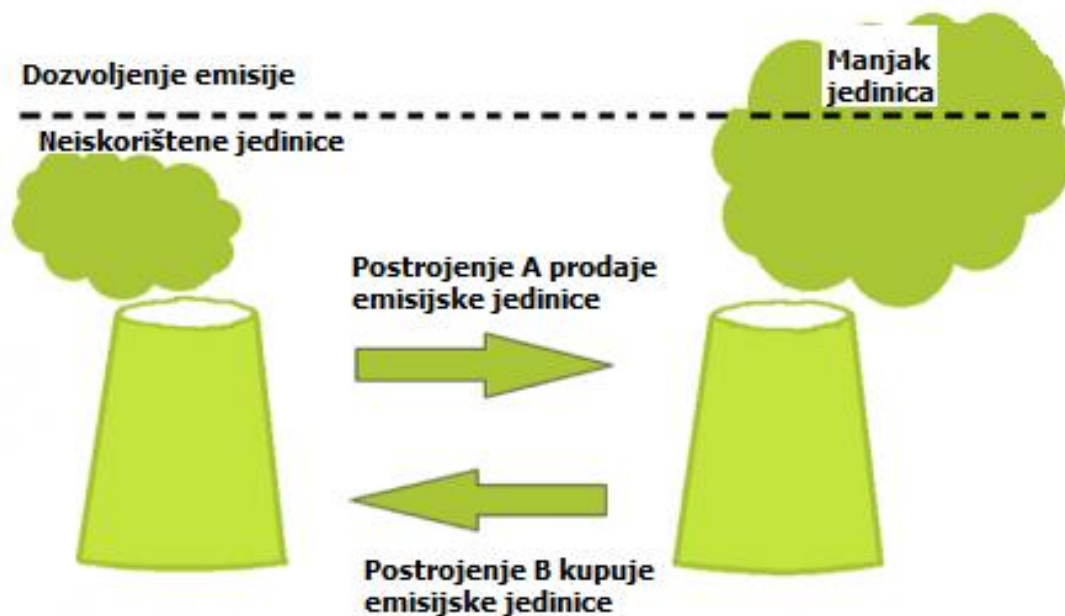 Dozvoljenje emisije
Manjak
jedinica
Neiskorištene jedinice
Postrojenje A prodaje
emisijske jedinice
Postrojenje B kupuje
emisijske jedinice